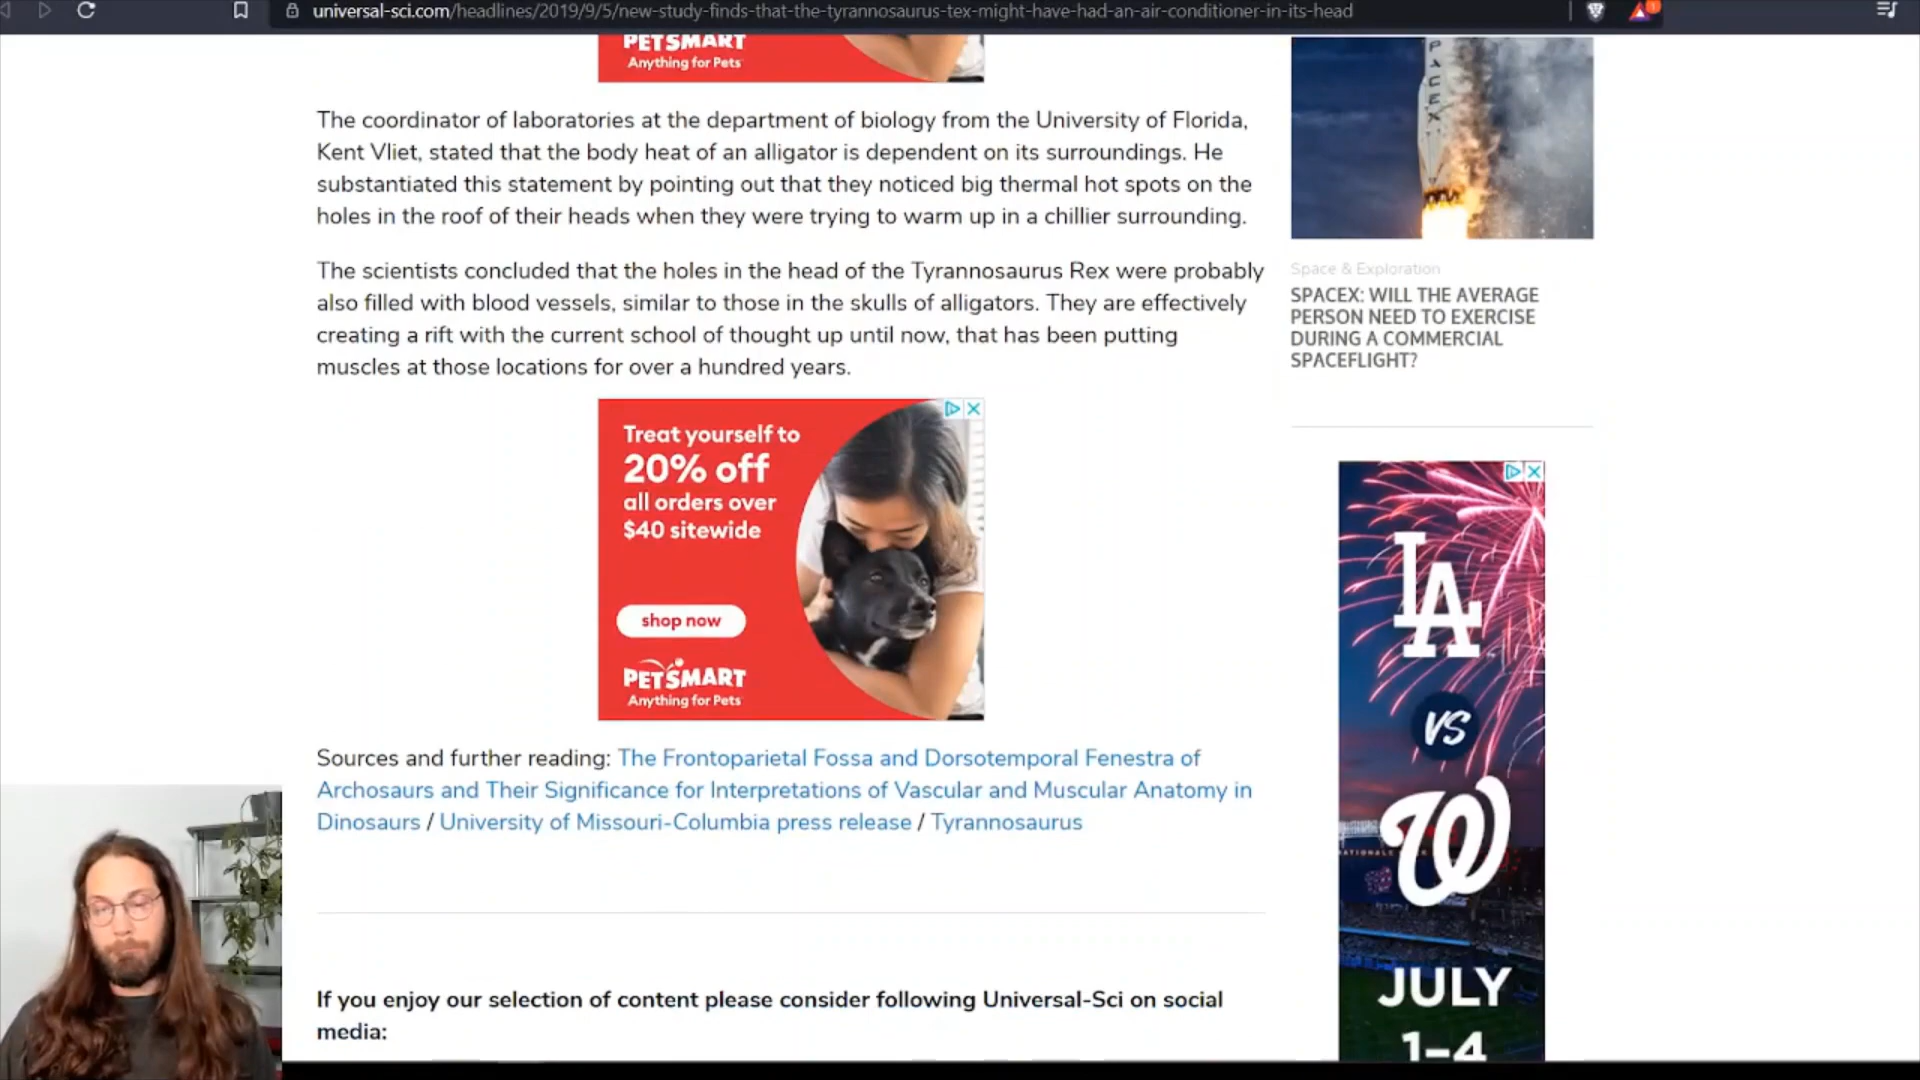 universal-sci.com/headlines/2019/9/5/new-study-finds-that-the-tyrannosaurus-tex-might-have-had-an-air-conditioner-in-its-head
PETSMART
Anything for Pets
The coordinator of laboratories at the department of biology from the University of Florida,
Kent Vliet, stated that the body heat of an alligator is dependent on its surroundings. He
substantiated this statement by pointing out that they noticed big thermal hot spots on the
holes in the roof of their heads when they were trying to warm up in a chillier surrounding.
The scientists concluded that the holes in the head of the Tyrannosaurus Rex were probably
also filled with blood vessels, similar to those in the skulls of alligators. They are effectively
creating a rift with the current school of thought up until now, that has been putting
muscles at those locations for over a hundred years.
Treat yourself to
20% off
all orders over
$40 sitewide
shop now
PETSMART
Anything for Pets
Sources and further reading: The Frontoparietal Fossa and Dorsotemporal Fenestra of
Archosaurs and Their Significance for Interpretations of Vascular and Muscular Anatomy in
Dinosaurs / University of Missouri-Columbia press release / Tyrannosaurus
If you enjoy our selection of content please consider following Universal-Sci on social
media:
PACEX
Space & Exploration
SPACEX: WILL THE AVERAGE
PERSON NEED TO EXERCISE
DURING A COMMERCIAL
SPACEFLIGHT?
LA
VS
W
JULY
1-4